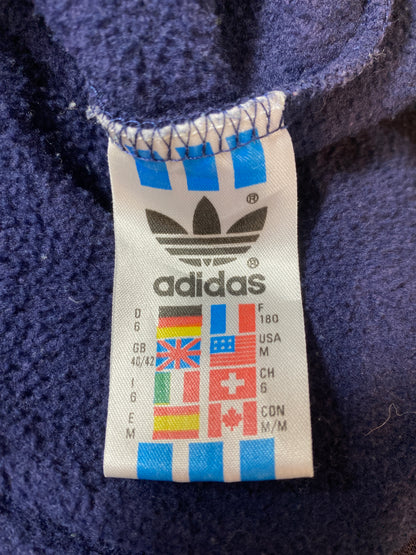 ®
adidas ®
D 6 F 180
GB 40/42 USA M
I 6 CH 6
E M CDN M/M